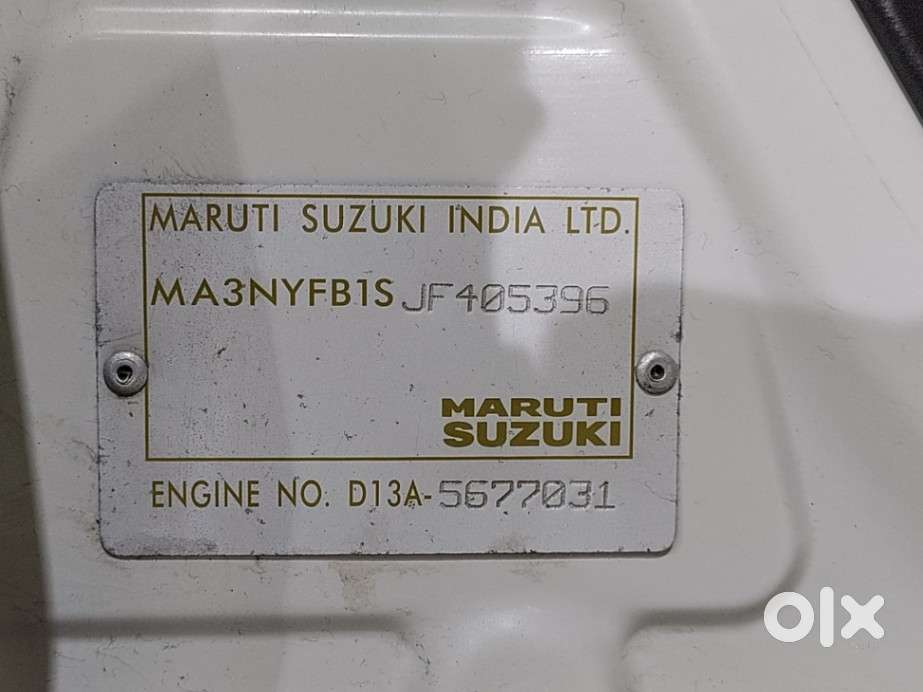 MARUTI SUZUKI INDIA LTD.
MA3NYFB1SJF405396
MARUTI
SUZUKI
ENGINE NO. D13A-5677031
olx